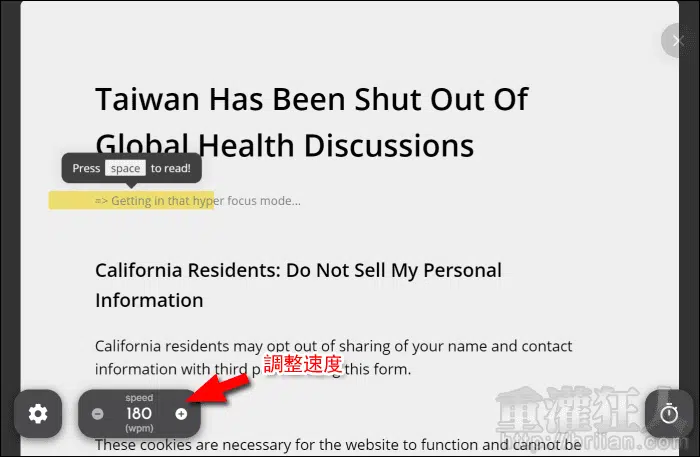 Taiwan Has Been Shut Out Of
Global Health Discussions
Press space to read!
=> Getting in that hyper focus mode...
California Residents: Do Not Sell My Personal
Information
California residents may opt out of sharing of your name and contact
調整速度
information with third p this form.
speed
180
(wpm)
重灌狂人
http://briian.com
These cookies are necessary for the website to function and cannot be